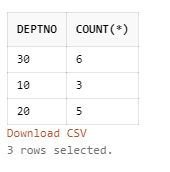 DEPTNO COUNT(*)
30 6
10 3
20 5
Download CSV
3 rows selected.